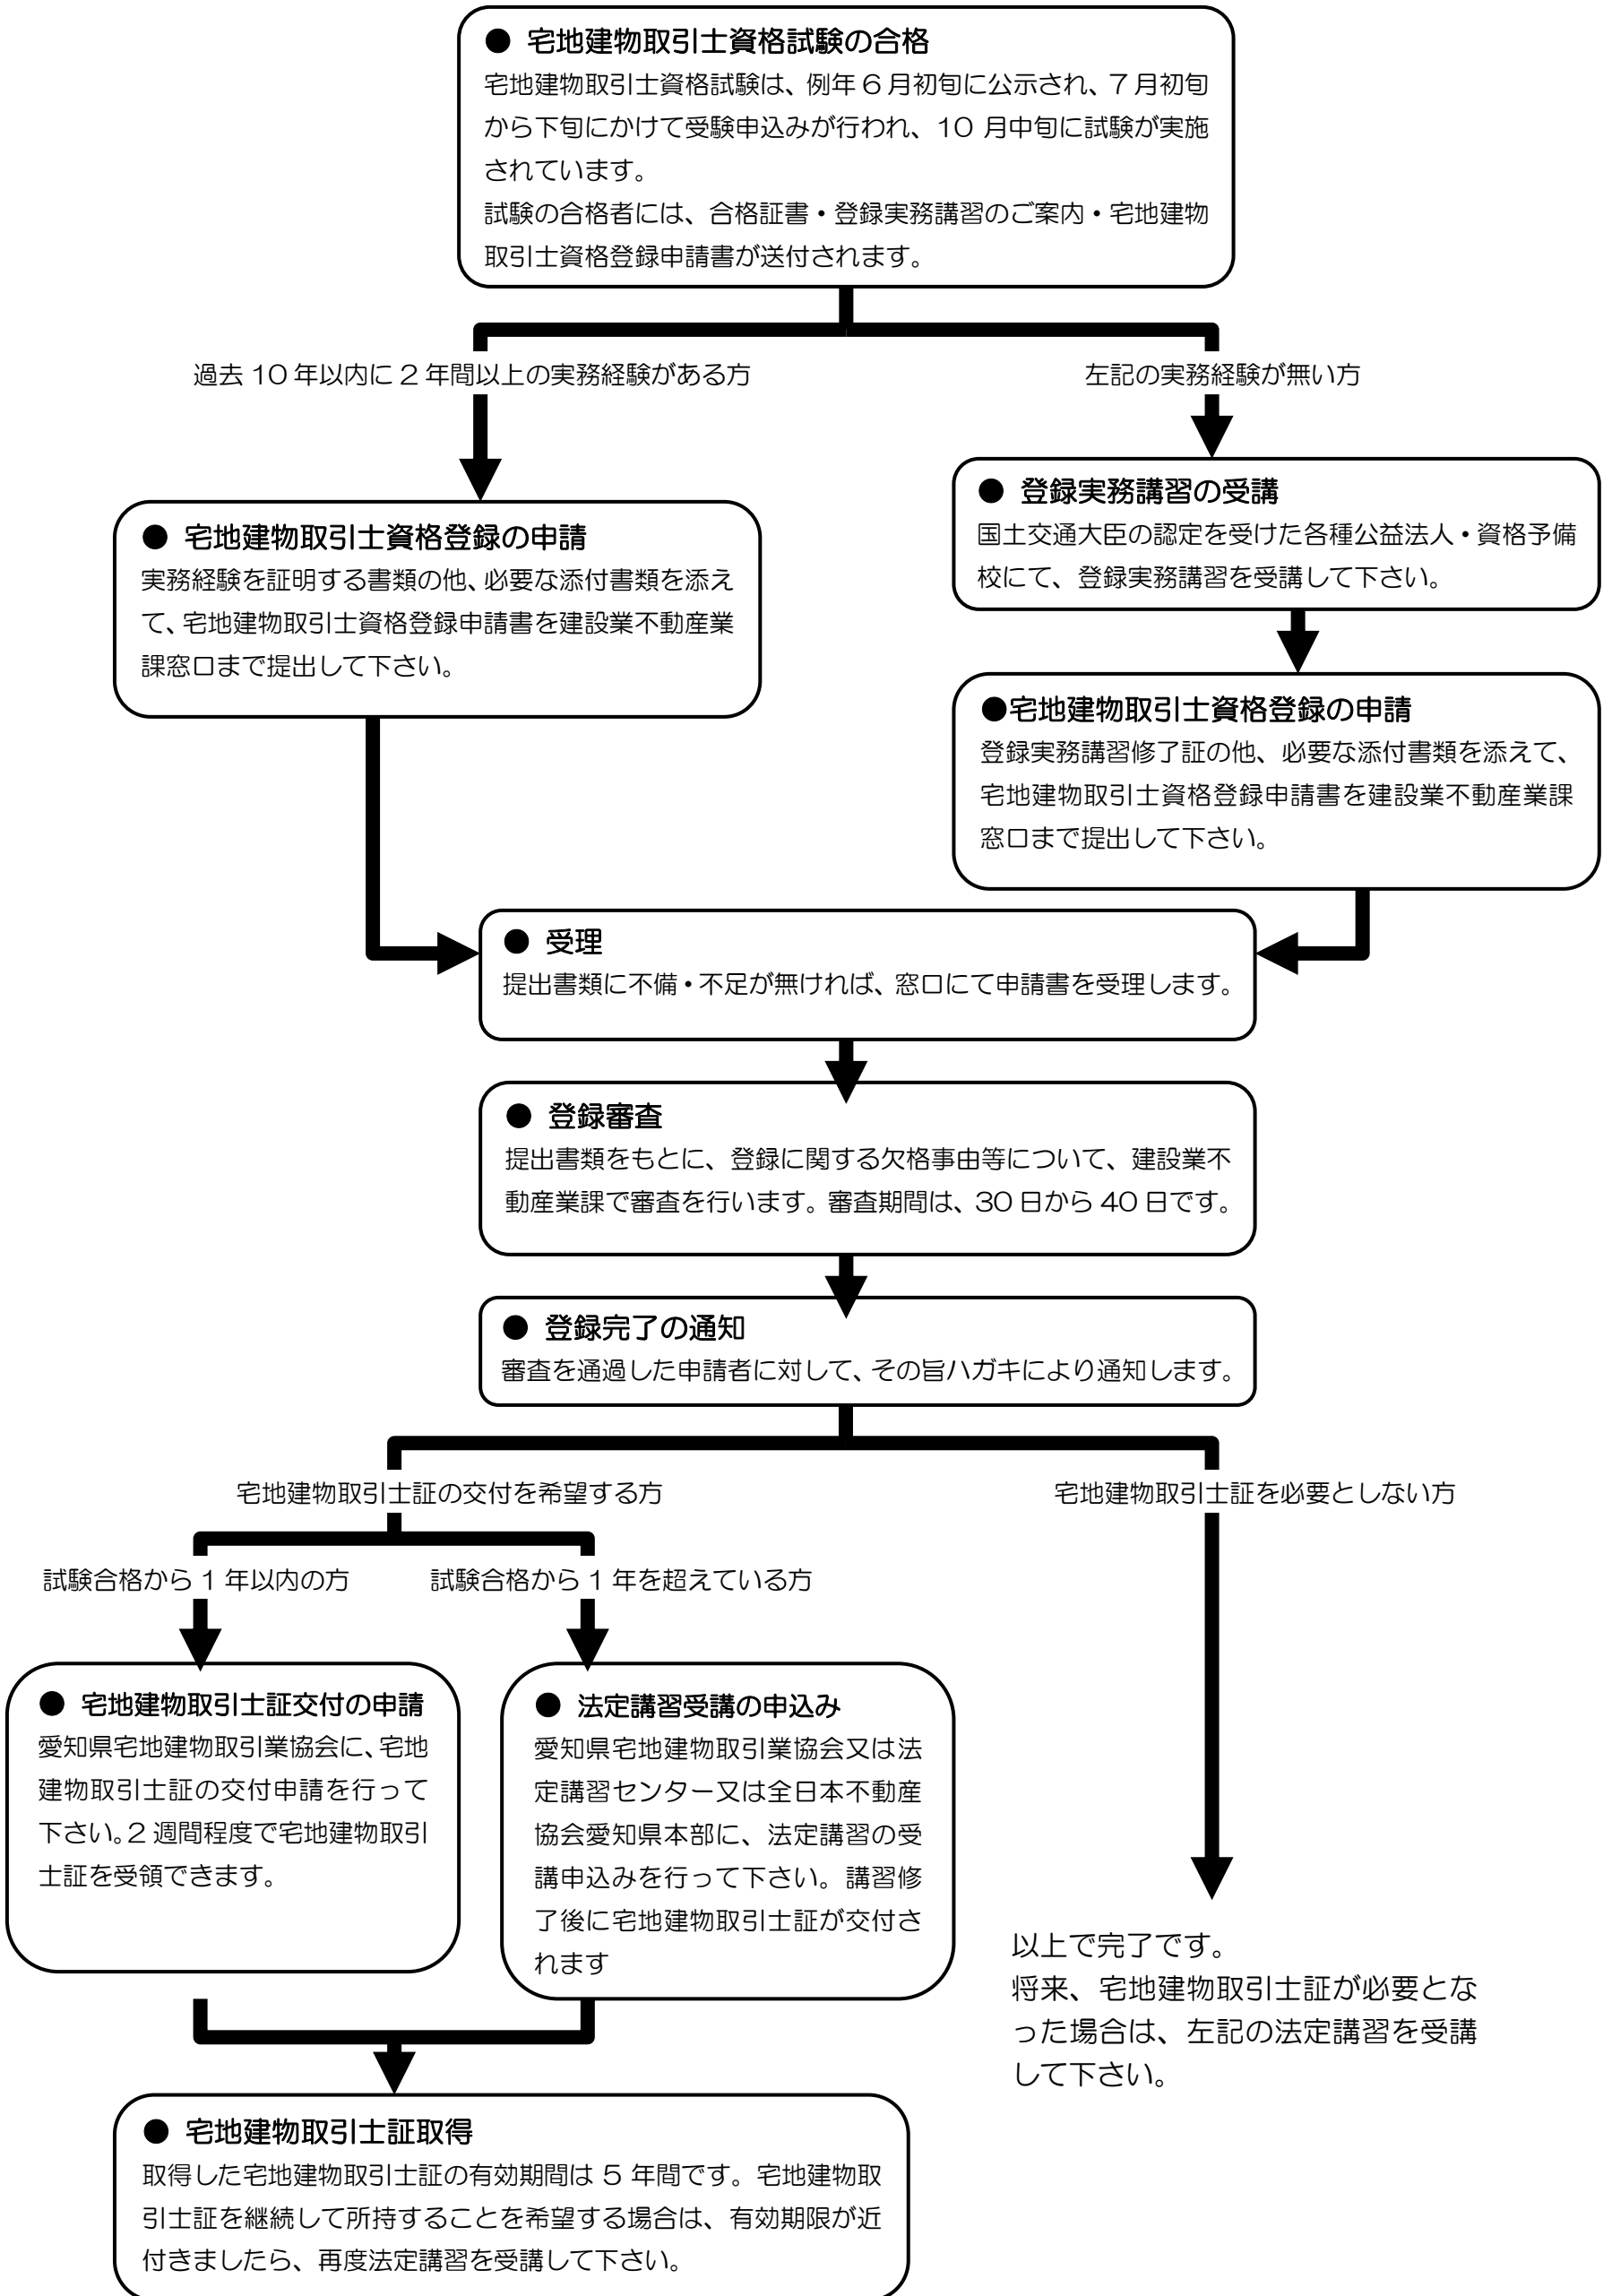 ● 宅地建物取引士資格試験の合格
宅地建物取引士資格試験は、例年6月初旬に公示され、7月初旬
から下旬にかけて受験申込みが行われ、10月中旬に試験が実施
されています。
試験の合格者には、合格証書・登録実務講習のご案内・宅地建物
取引士資格登録申請書が送付されます。
過去10年以内に2年間以上の実務経験がある方
左記の実務経験が無い方
● 宅地建物取引士資格登録の申請
実務経験を証明する書類の他、必要な添付書類を添え
て、宅地建物取引士資格登録申請書を建設業不動産業
課窓口まで提出して下さい。
● 登録実務講習の受講
国土交通大臣の認定を受けた各種公益法人・資格予備
校にて、登録実務講習を受講して下さい。
●宅地建物取引士資格登録の申請
登録実務講習修了証の他、必要な添付書類を添えて、
宅地建物取引士資格登録申請書を建設業不動産業課
窓口まで提出して下さい。
● 受理
提出書類に不備・不足が無ければ、窓口にて申請書を受理します。
● 登録審査
提出書類をもとに、登録に関する欠格事由等について、建設業不
動産業課で審査を行います。審査期間は、30日から40日です。
● 登録完了の通知
審査を通過した申請者に対して、その旨ハガキにより通知します。
宅地建物取引士証の交付を希望する方
宅地建物取引士証を必要としない方
試験合格から1年以内の方
試験合格から1年を超えている方
● 宅地建物取引士証交付の申請
愛知県宅地建物取引業協会に、宅地
建物取引士証の交付申請を行って
下さい。2週間程度で宅地建物取引
士証を受領できます。
● 法定講習受講の申込み
愛知県宅地建物取引業協会又は法
定講習センター又は全日本不動産
協会愛知県本部に、法定講習の受
講申込みを行って下さい。講習修
了後に宅地建物取引士証が交付さ
れます
以上で完了です。
将来、宅地建物取引士証が必要とな
った場合は、左記の法定講習を受講
して下さい。
● 宅地建物取引士証取得
取得した宅地建物取引士証の有効期間は5年間です。宅地建物取
引士証を継続して所持することを希望する場合は、有効期限が近
付きましたら、再度法定講習を受講して下さい。